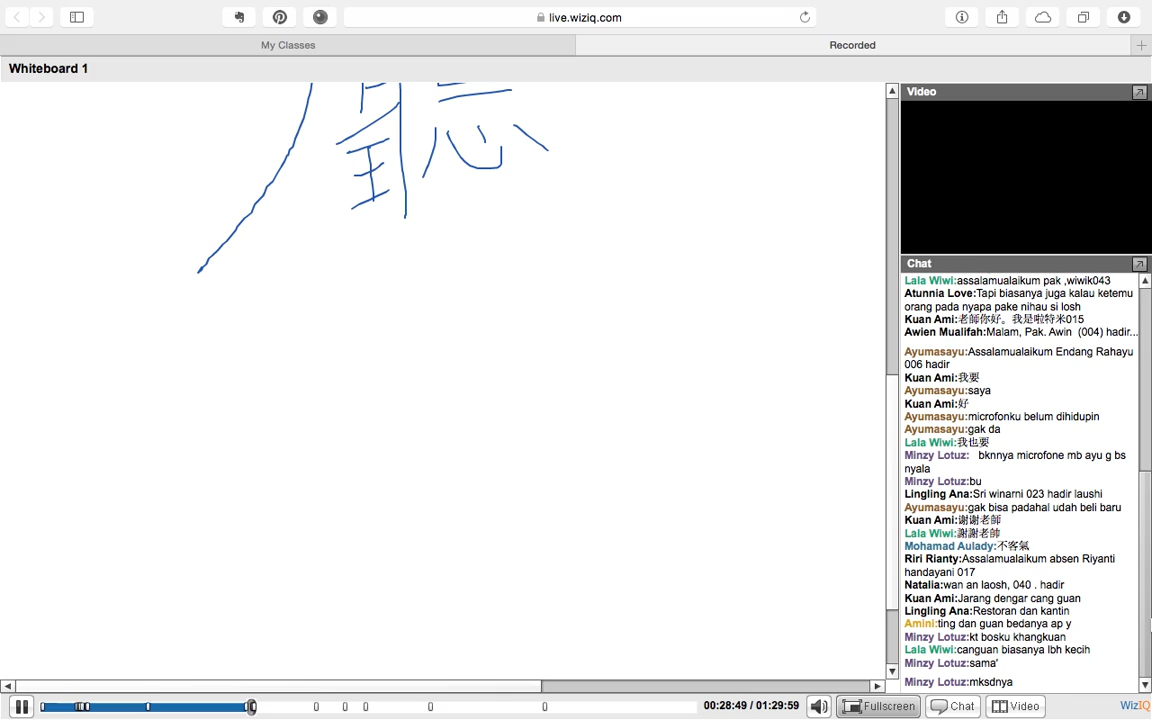 live.wiziq.com
My Classes
Recorded
Whiteboard 1
Video
Chat
Lala Wiwi:assalamualaikum pak ,wiwik043
Atunnia Love:Tapi biasanya juga kalau ketemu
orang pada nyapa pake nihau si losh
Kuan Ami:老師你好。我是啦特米015
Awien Mualifah:Malam, Pak. Awin (004) hadir...
Ayumasayu:Assalamualaikum Endang Rahayu
006 hadir
Kuan Ami:我要
Ayumasayu:saya
Kuan Ami:好
Ayumasayu:microfonku belum dihidupin
Ayumasayu:gak da
Lala Wiwi:我也要
Minzy Lotuz: bknnya microfone mb ayu g bs
nyala
Minzy Lotuz:bu
Lingling Ana:Sri winarni 023 hadir laushi
Ayumasayu:gak bisa padahal udah beli baru
Kuan Ami:謝謝老師
Lala Wiwi:謝謝老帥
Mohamad Aulady:不客氣
Riri Rianty:Assalamualaikum absen Riyanti
handayani 017
Natalia:wan an laosh, 040 . hadir
Kuan Ami:Jarang dengar cang guan
Lingling Ana:Restoran dan kantin
Amini:ting dan guan bedanya ap y
Minzy Lotuz:kt bosku khangkuan
Lala Wiwi:canguan biasanya lbh kecih
Minzy Lotuz:sama'
Minzy Lotuz:mksdnya
00:28:49 / 01:29:59
Fullscreen
Chat
Video
WizIQ